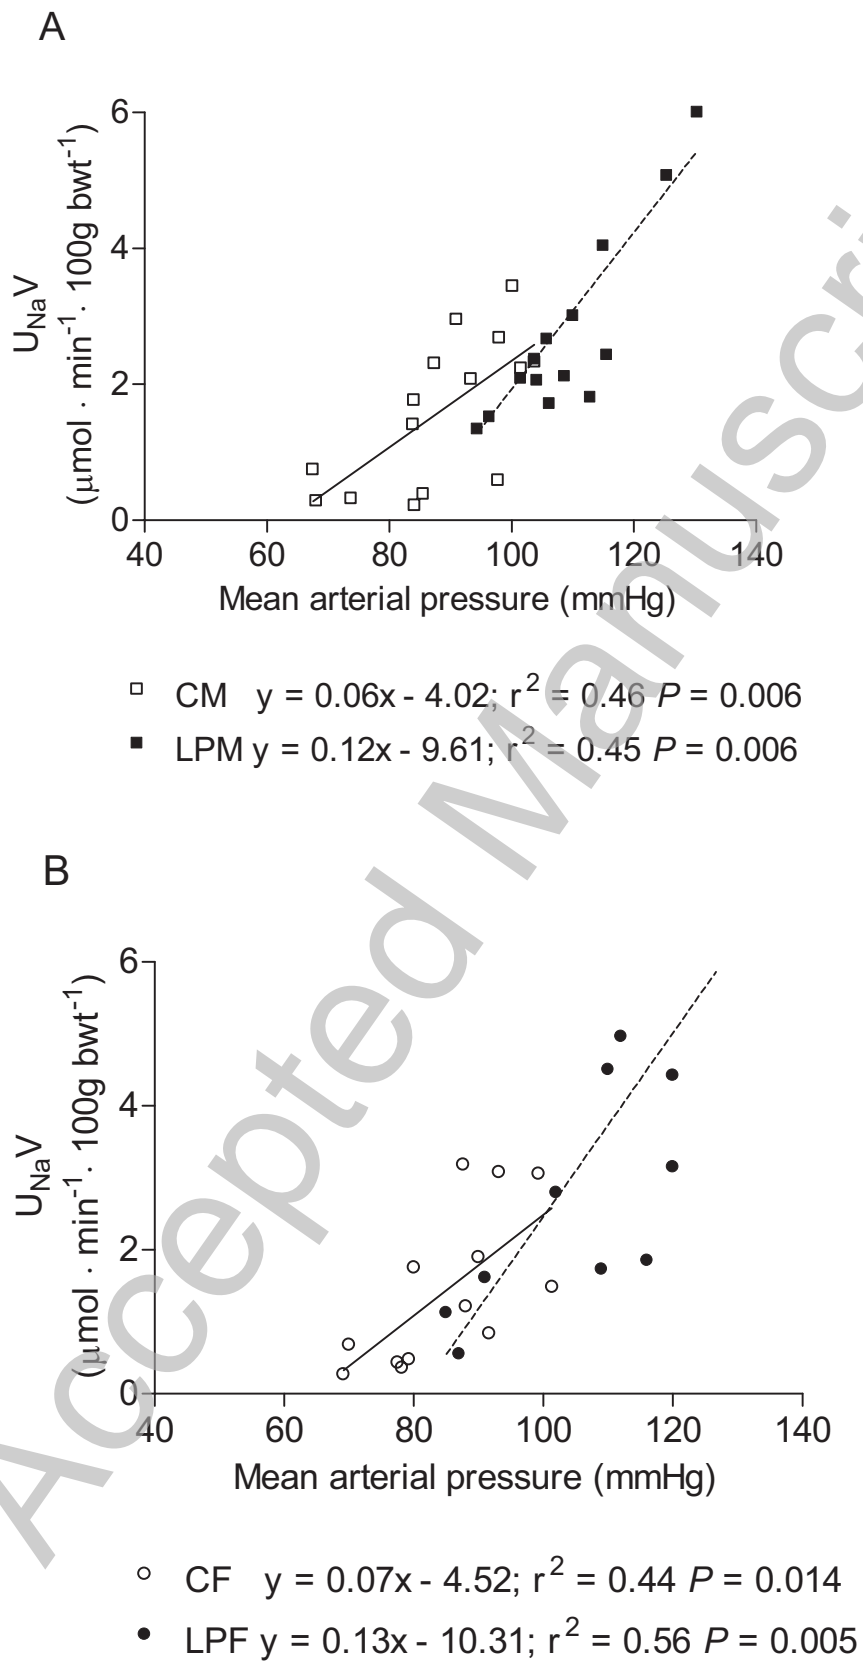 A
6
4
2
0
U_NaV
(μmol · min⁻¹ · 100g bwt⁻¹)
40 60 80 100 120 140
Mean arterial pressure (mmHg)
CM y = 0.06x - 4.02; r² = 0.46 P = 0.006
LPM y = 0.12x - 9.61; r² = 0.45 P = 0.006
B
6
4
2
0
U_NaV
(μmol · min⁻¹ · 100g bwt⁻¹)
40 60 80 100 120 140
Mean arterial pressure (mmHg)
CF y = 0.07x - 4.52; r² = 0.44 P = 0.014
LPF y = 0.13x - 10.31; r² = 0.56 P = 0.005
Accepted Manuscri